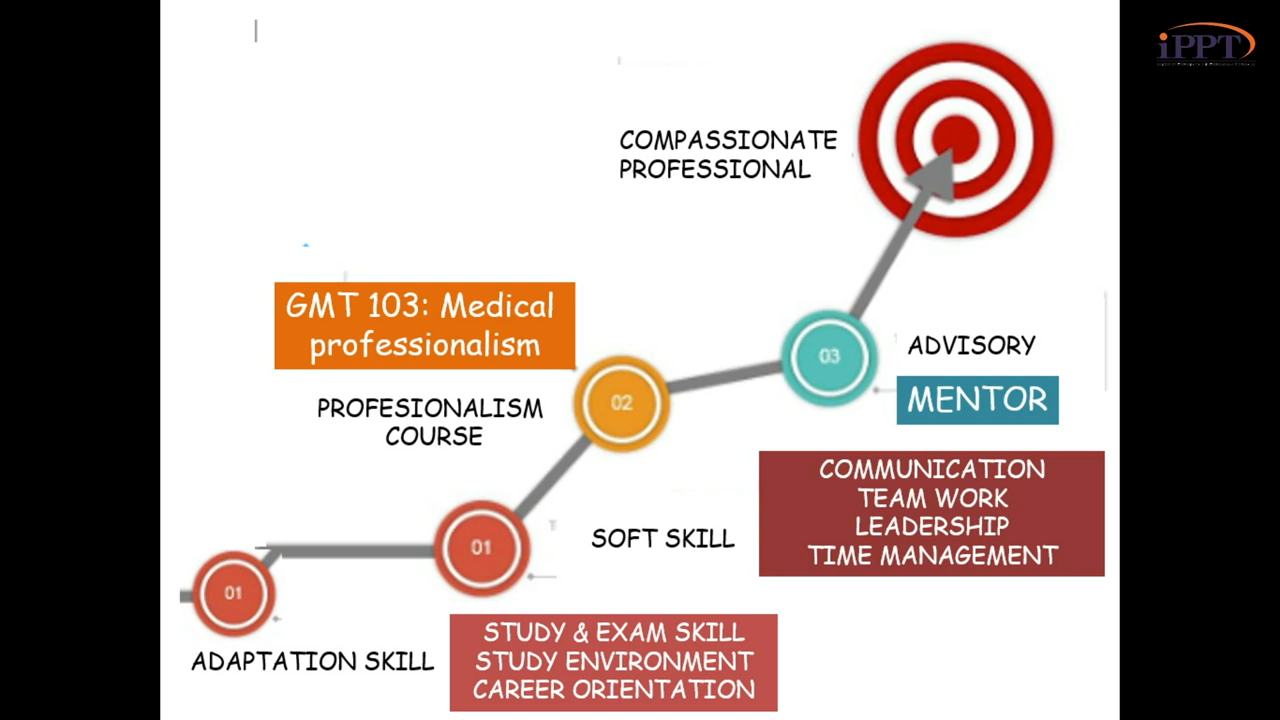 iPPT
COMPASSIONATE
PROFESSIONAL
GMT 103: Medical
professionalism
PROFESIONALISM
COURSE
02
03
ADVISORY
MENTOR
COMMUNICATION
TEAM WORK
LEADERSHIP
TIME MANAGEMENT
SOFT SKILL
01
01
ADAPTATION SKILL
STUDY & EXAM SKILL
STUDY ENVIRONMENT
CAREER ORIENTATION